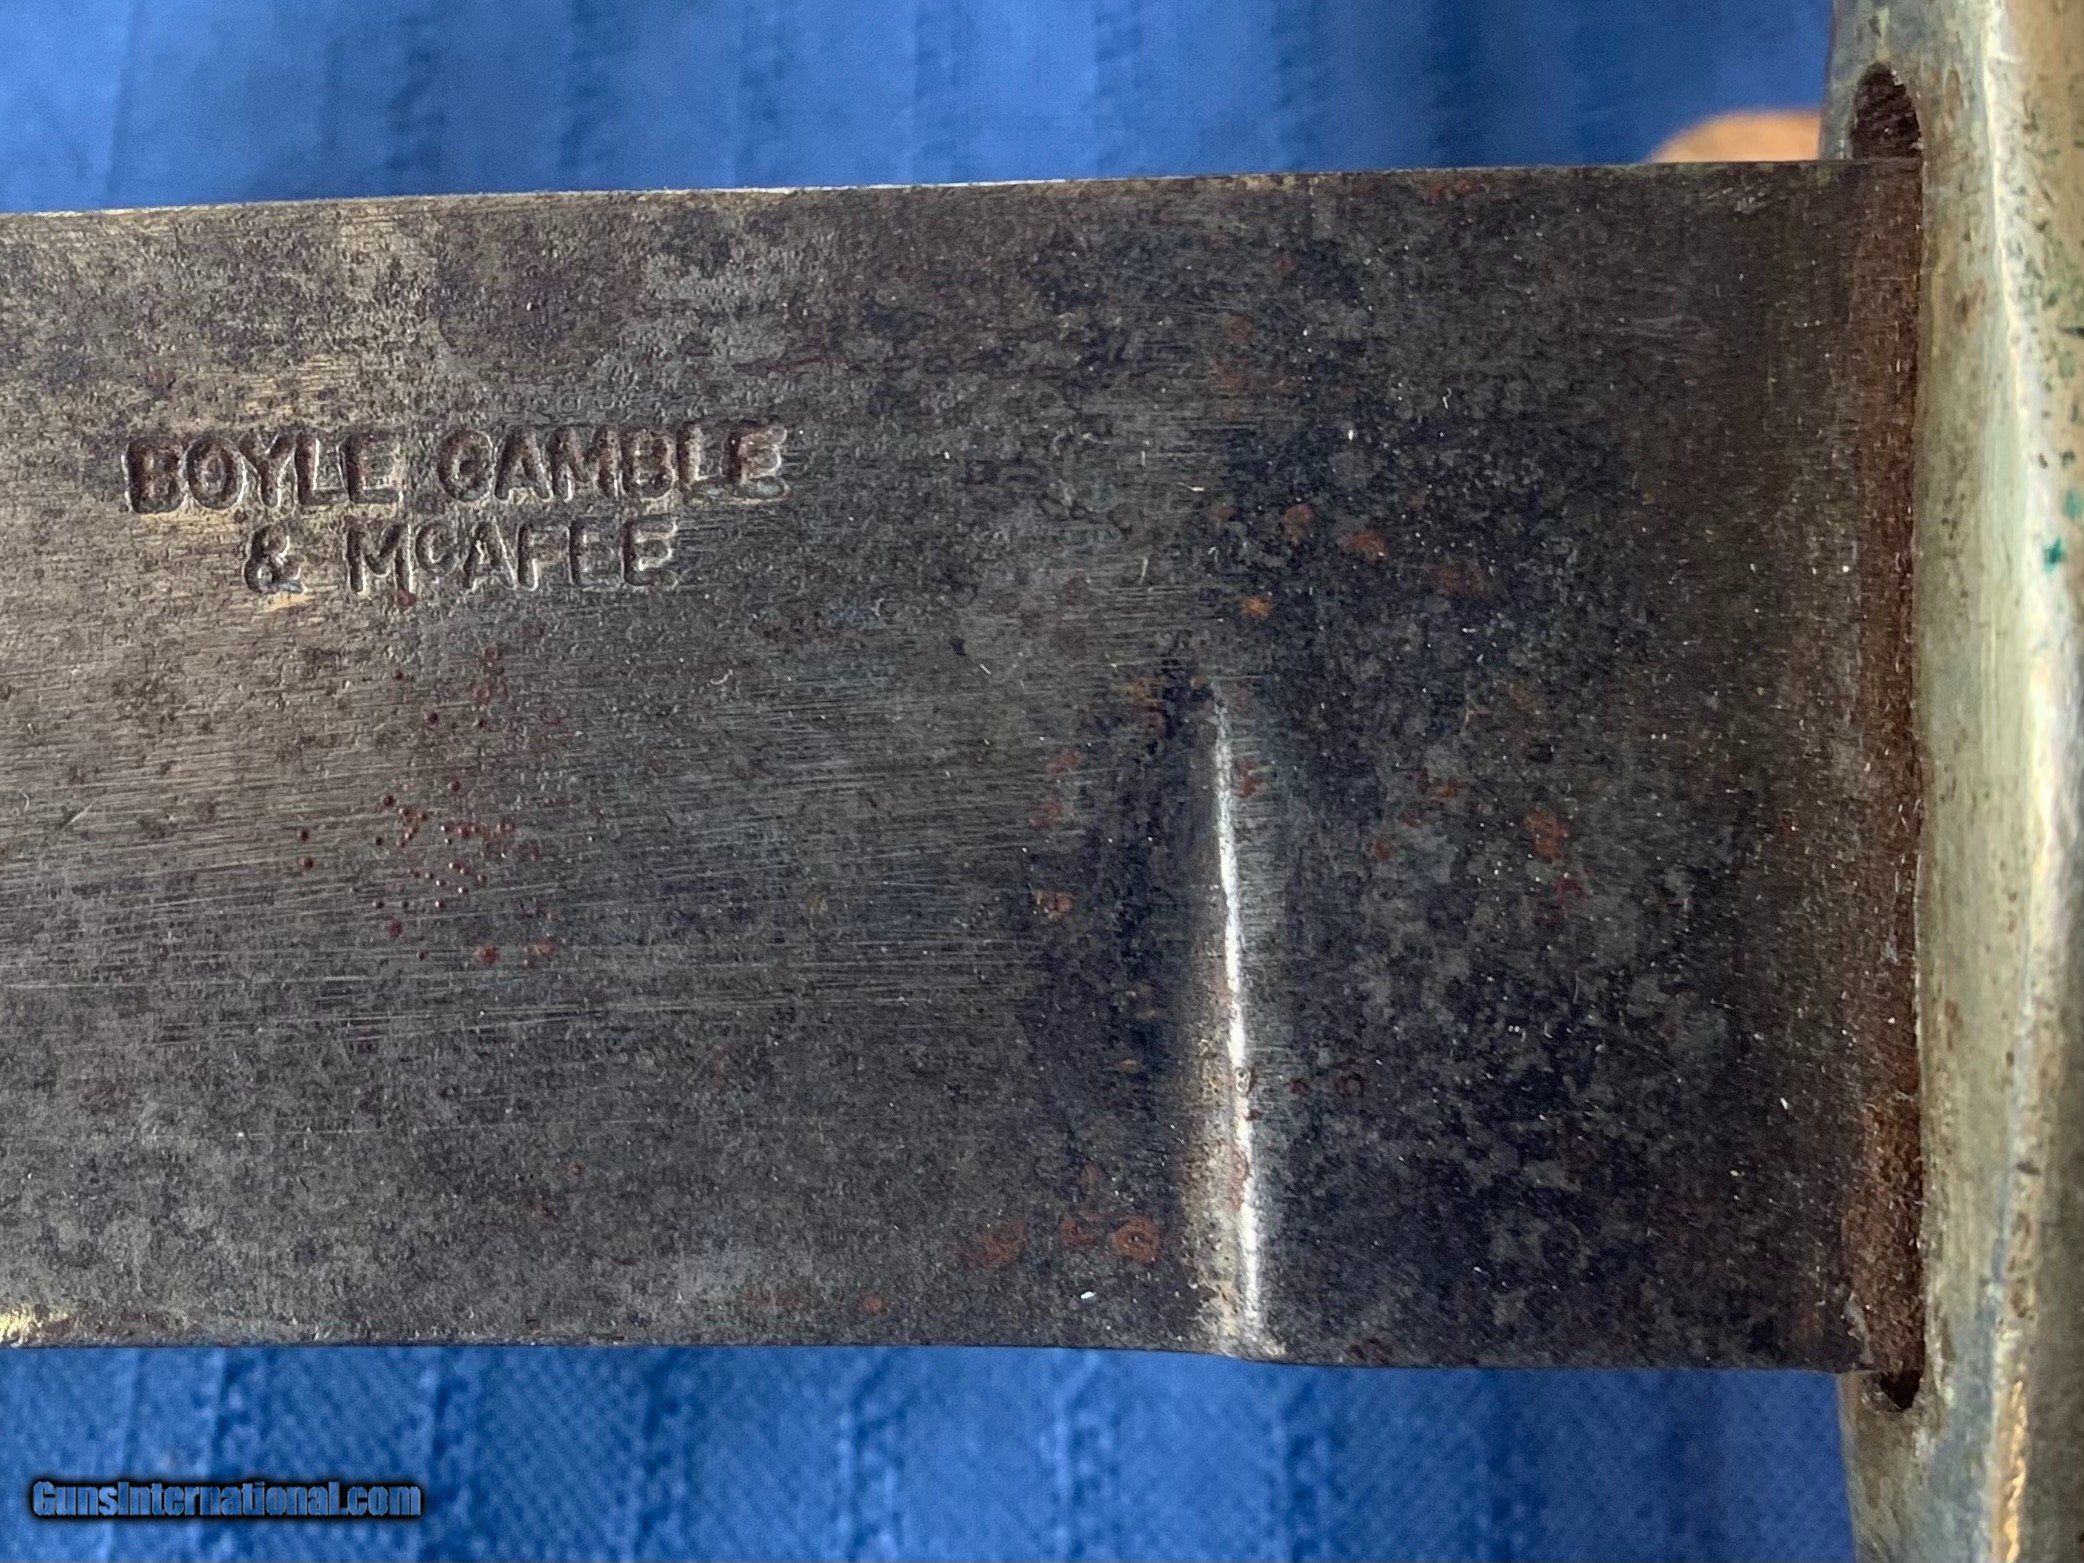 BOYLE GAMBLE
& McAFEE
GunsInternational.com